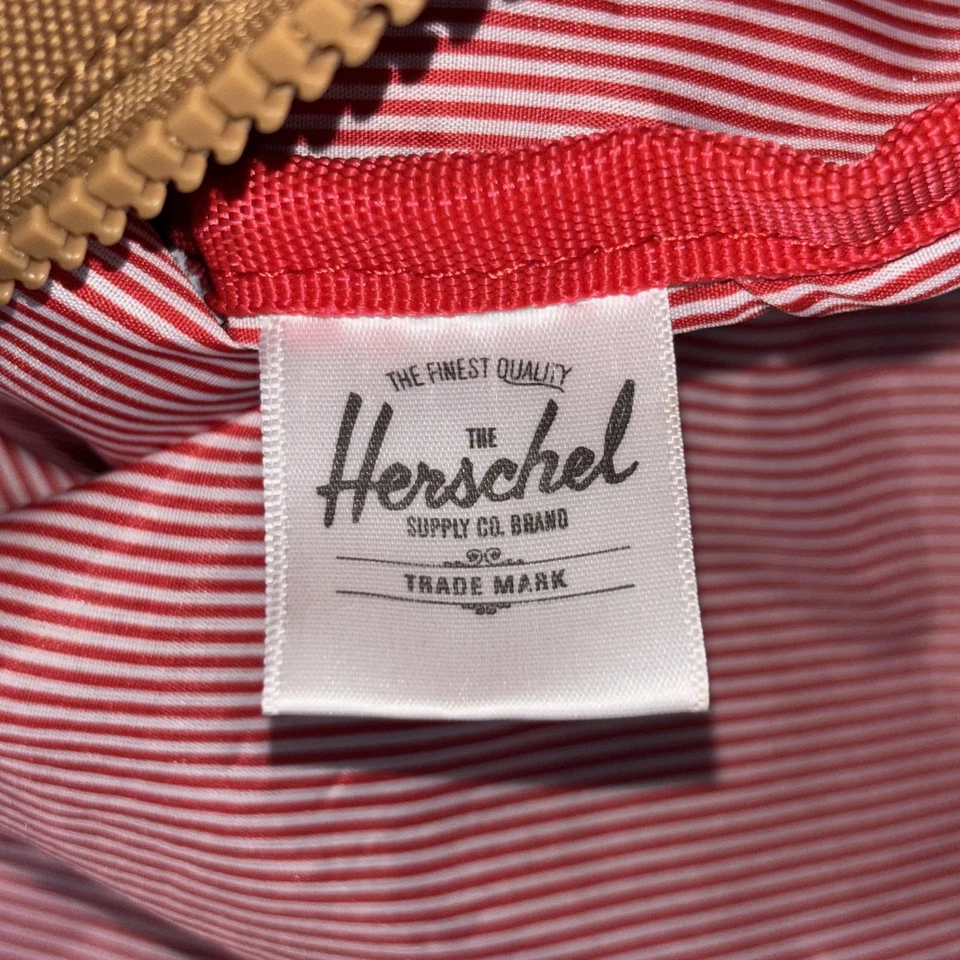 THE FINEST QUALITY
THE
Herschel
SUPPLY CO. BRAND
TRADE MARK